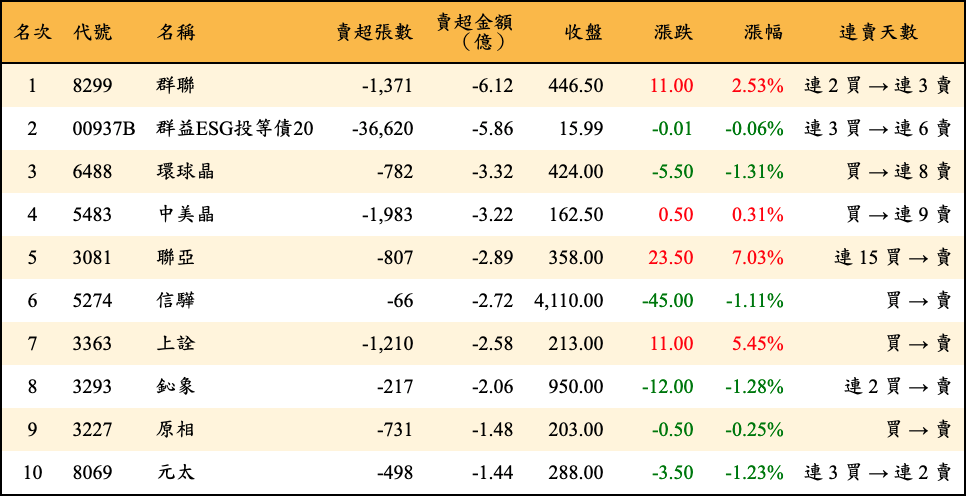 名次 代號 名稱 賣超張數 賣超金額（億） 收盤 漲跌 漲幅 連賣天數
1 8299 群聯 -1,371 -6.12 446.50 11.00 2.53% 連 2 買 → 連 3 賣
2 00937B 群益ESG投等債20 -36,620 -5.86 15.99 -0.01 -0.06% 連 3 買 → 連 6 賣
3 6488 環球晶 -782 -3.32 424.00 -5.50 -1.31% 買 → 連 8 賣
4 5483 中美晶 -1,983 -3.22 162.50 0.50 0.31% 買 → 連 9 賣
5 3081 聯亞 -807 -2.89 358.00 23.50 7.03% 連 15 買 → 賣
6 5274 信驊 -66 -2.72 4,110.00 -45.00 -1.11% 買 → 賣
7 3363 上詮 -1,210 -2.58 213.00 11.00 5.45% 買 → 賣
8 3293 鈊象 -217 -2.06 950.00 -12.00 -1.28% 連 2 買 → 賣
9 3227 原相 -731 -1.48 203.00 -0.50 -0.25% 買 → 賣
10 8069 元太 -498 -1.44 288.00 -3.50 -1.23% 連 3 買 → 連 2 賣